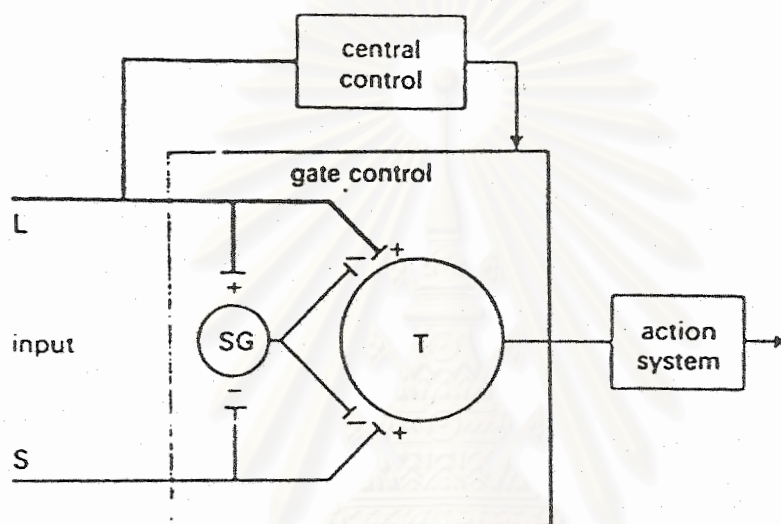 central
control
gate control
L
+
−
+
SG
input
T
action
system
−
−
+
S